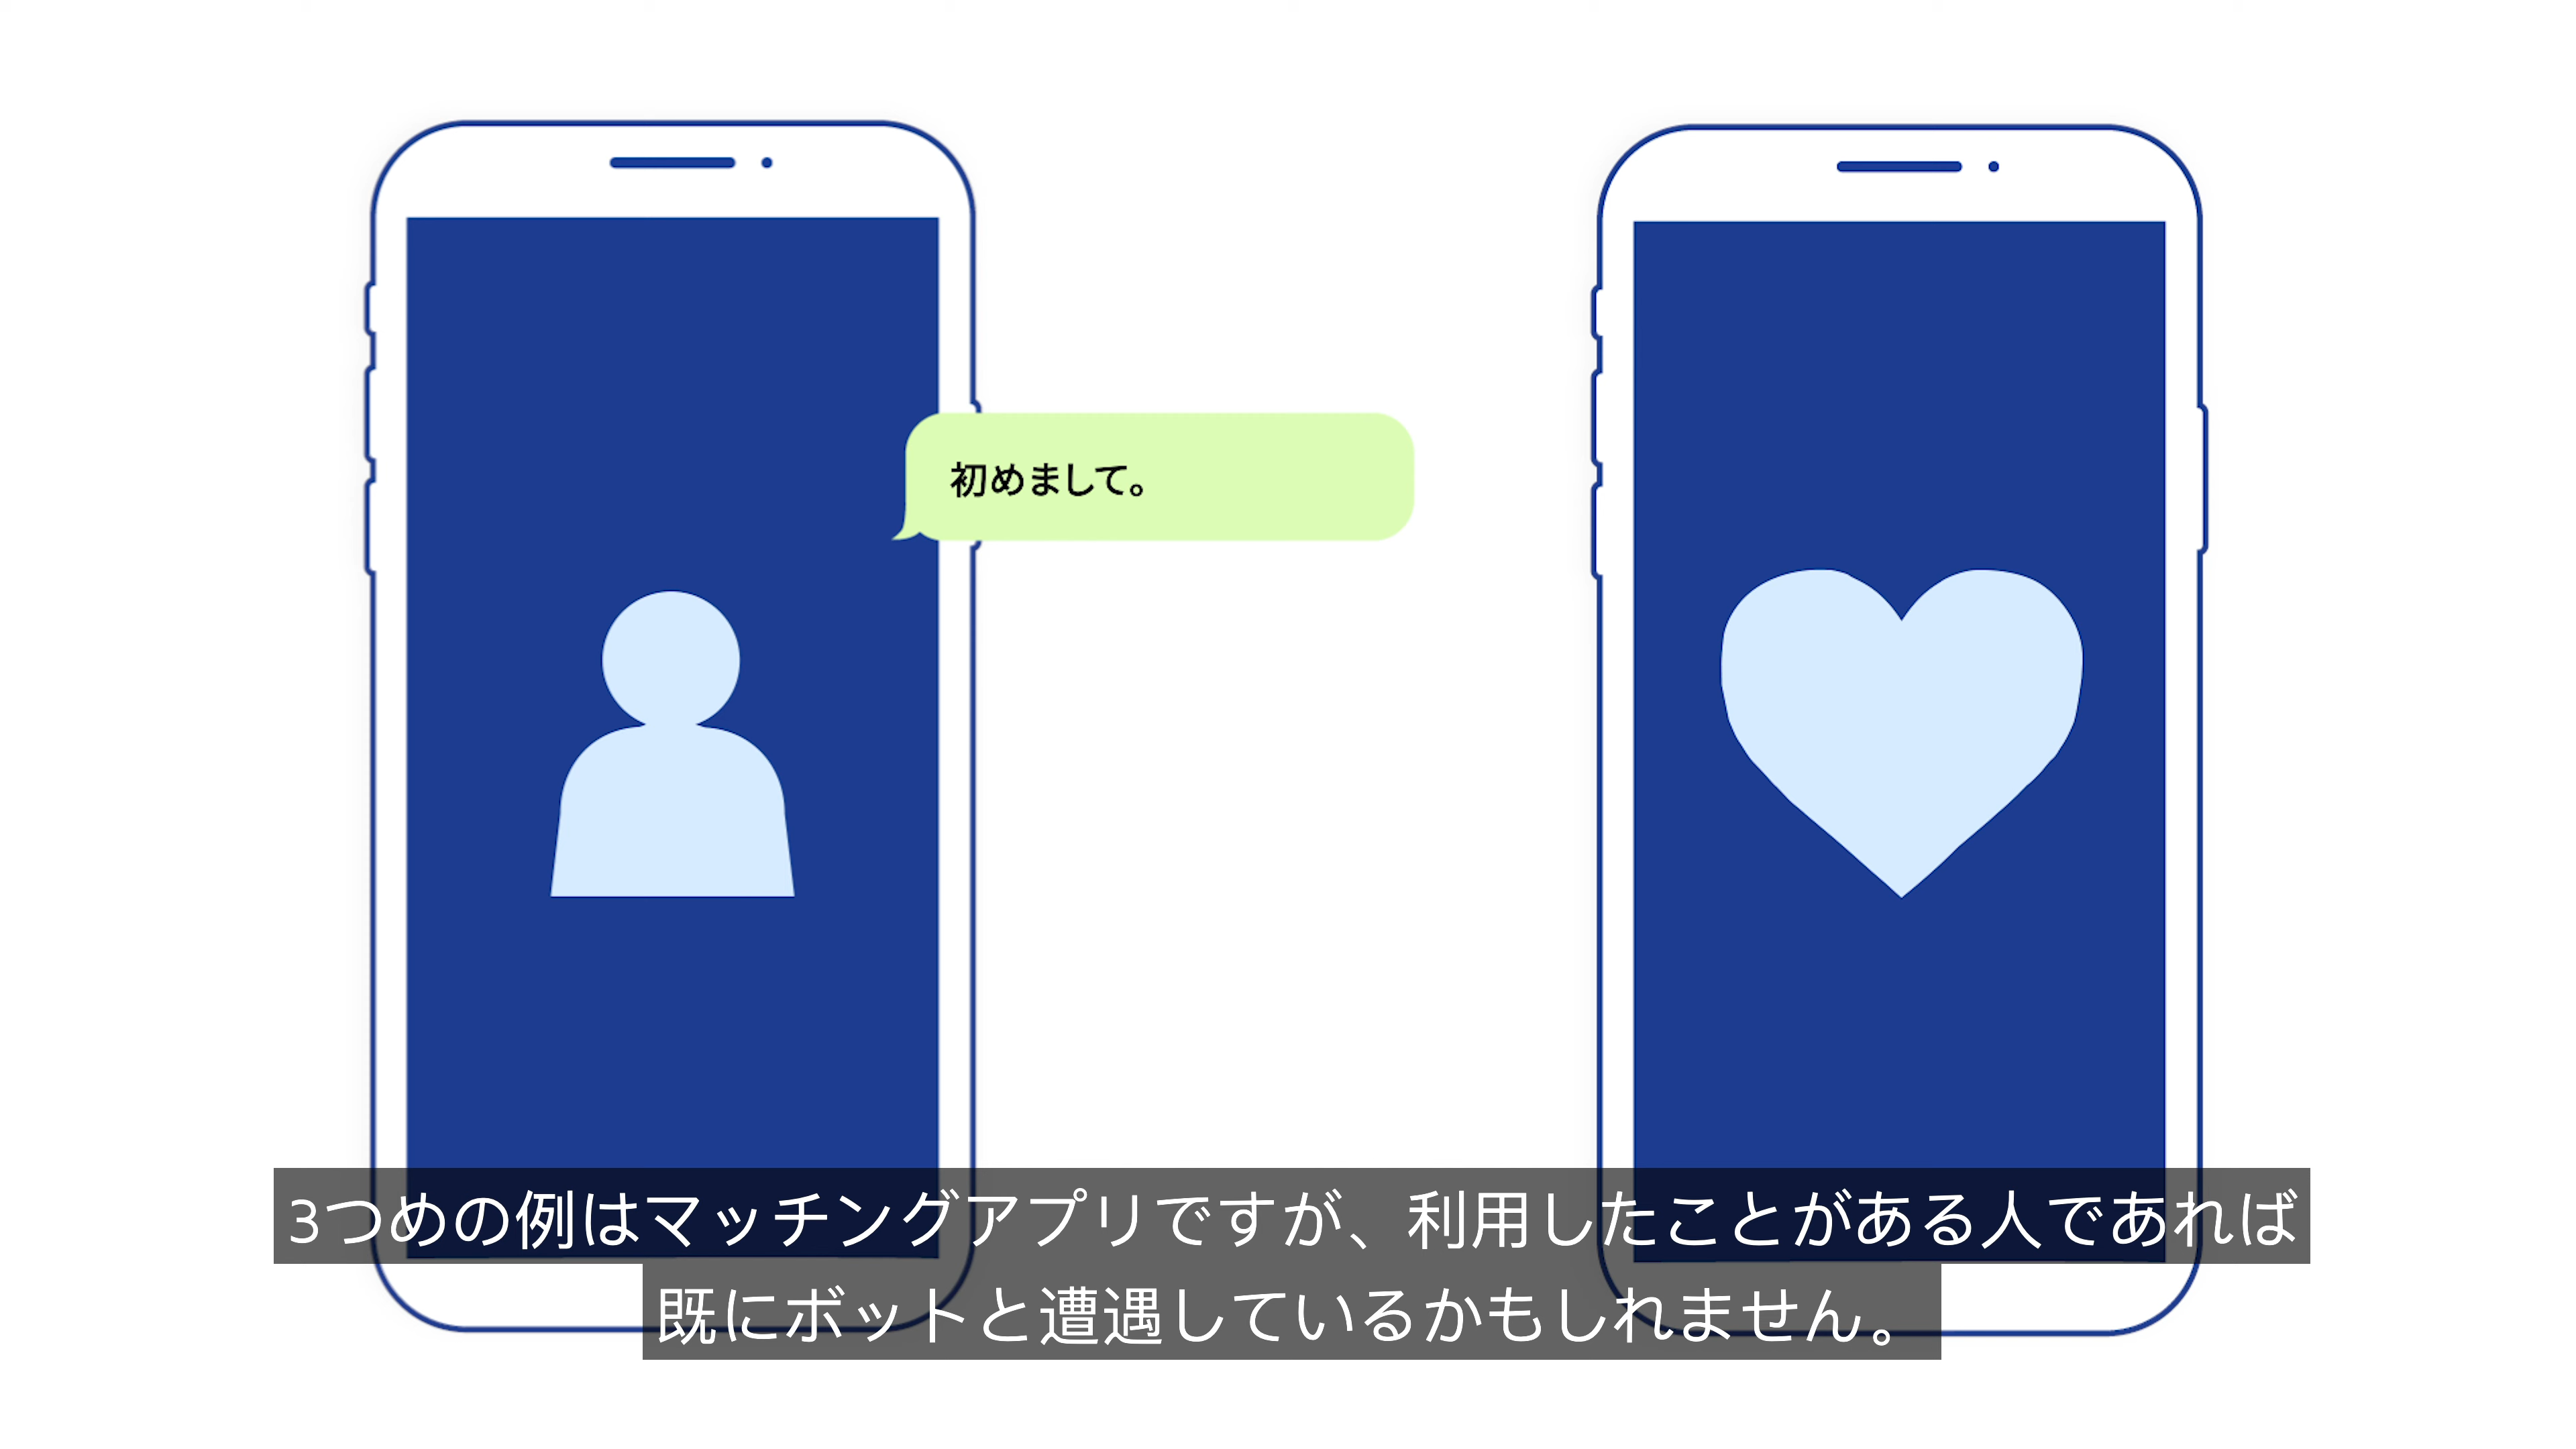 初めまして。
3つめの例はマッチングアプリですが、利用したことがある人であれば
既にボットと遭遇しているかもしれません。